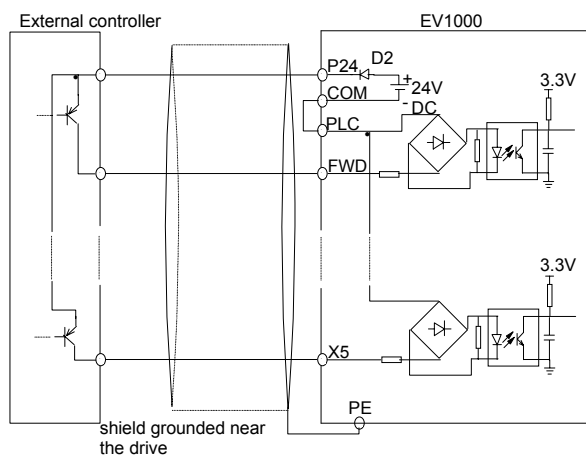 External controller
EV1000
P24
D2
+
24V
3.3V
COM
-
DC
PLC
FWD
3.3V
X5
PE
shield grounded near
the drive